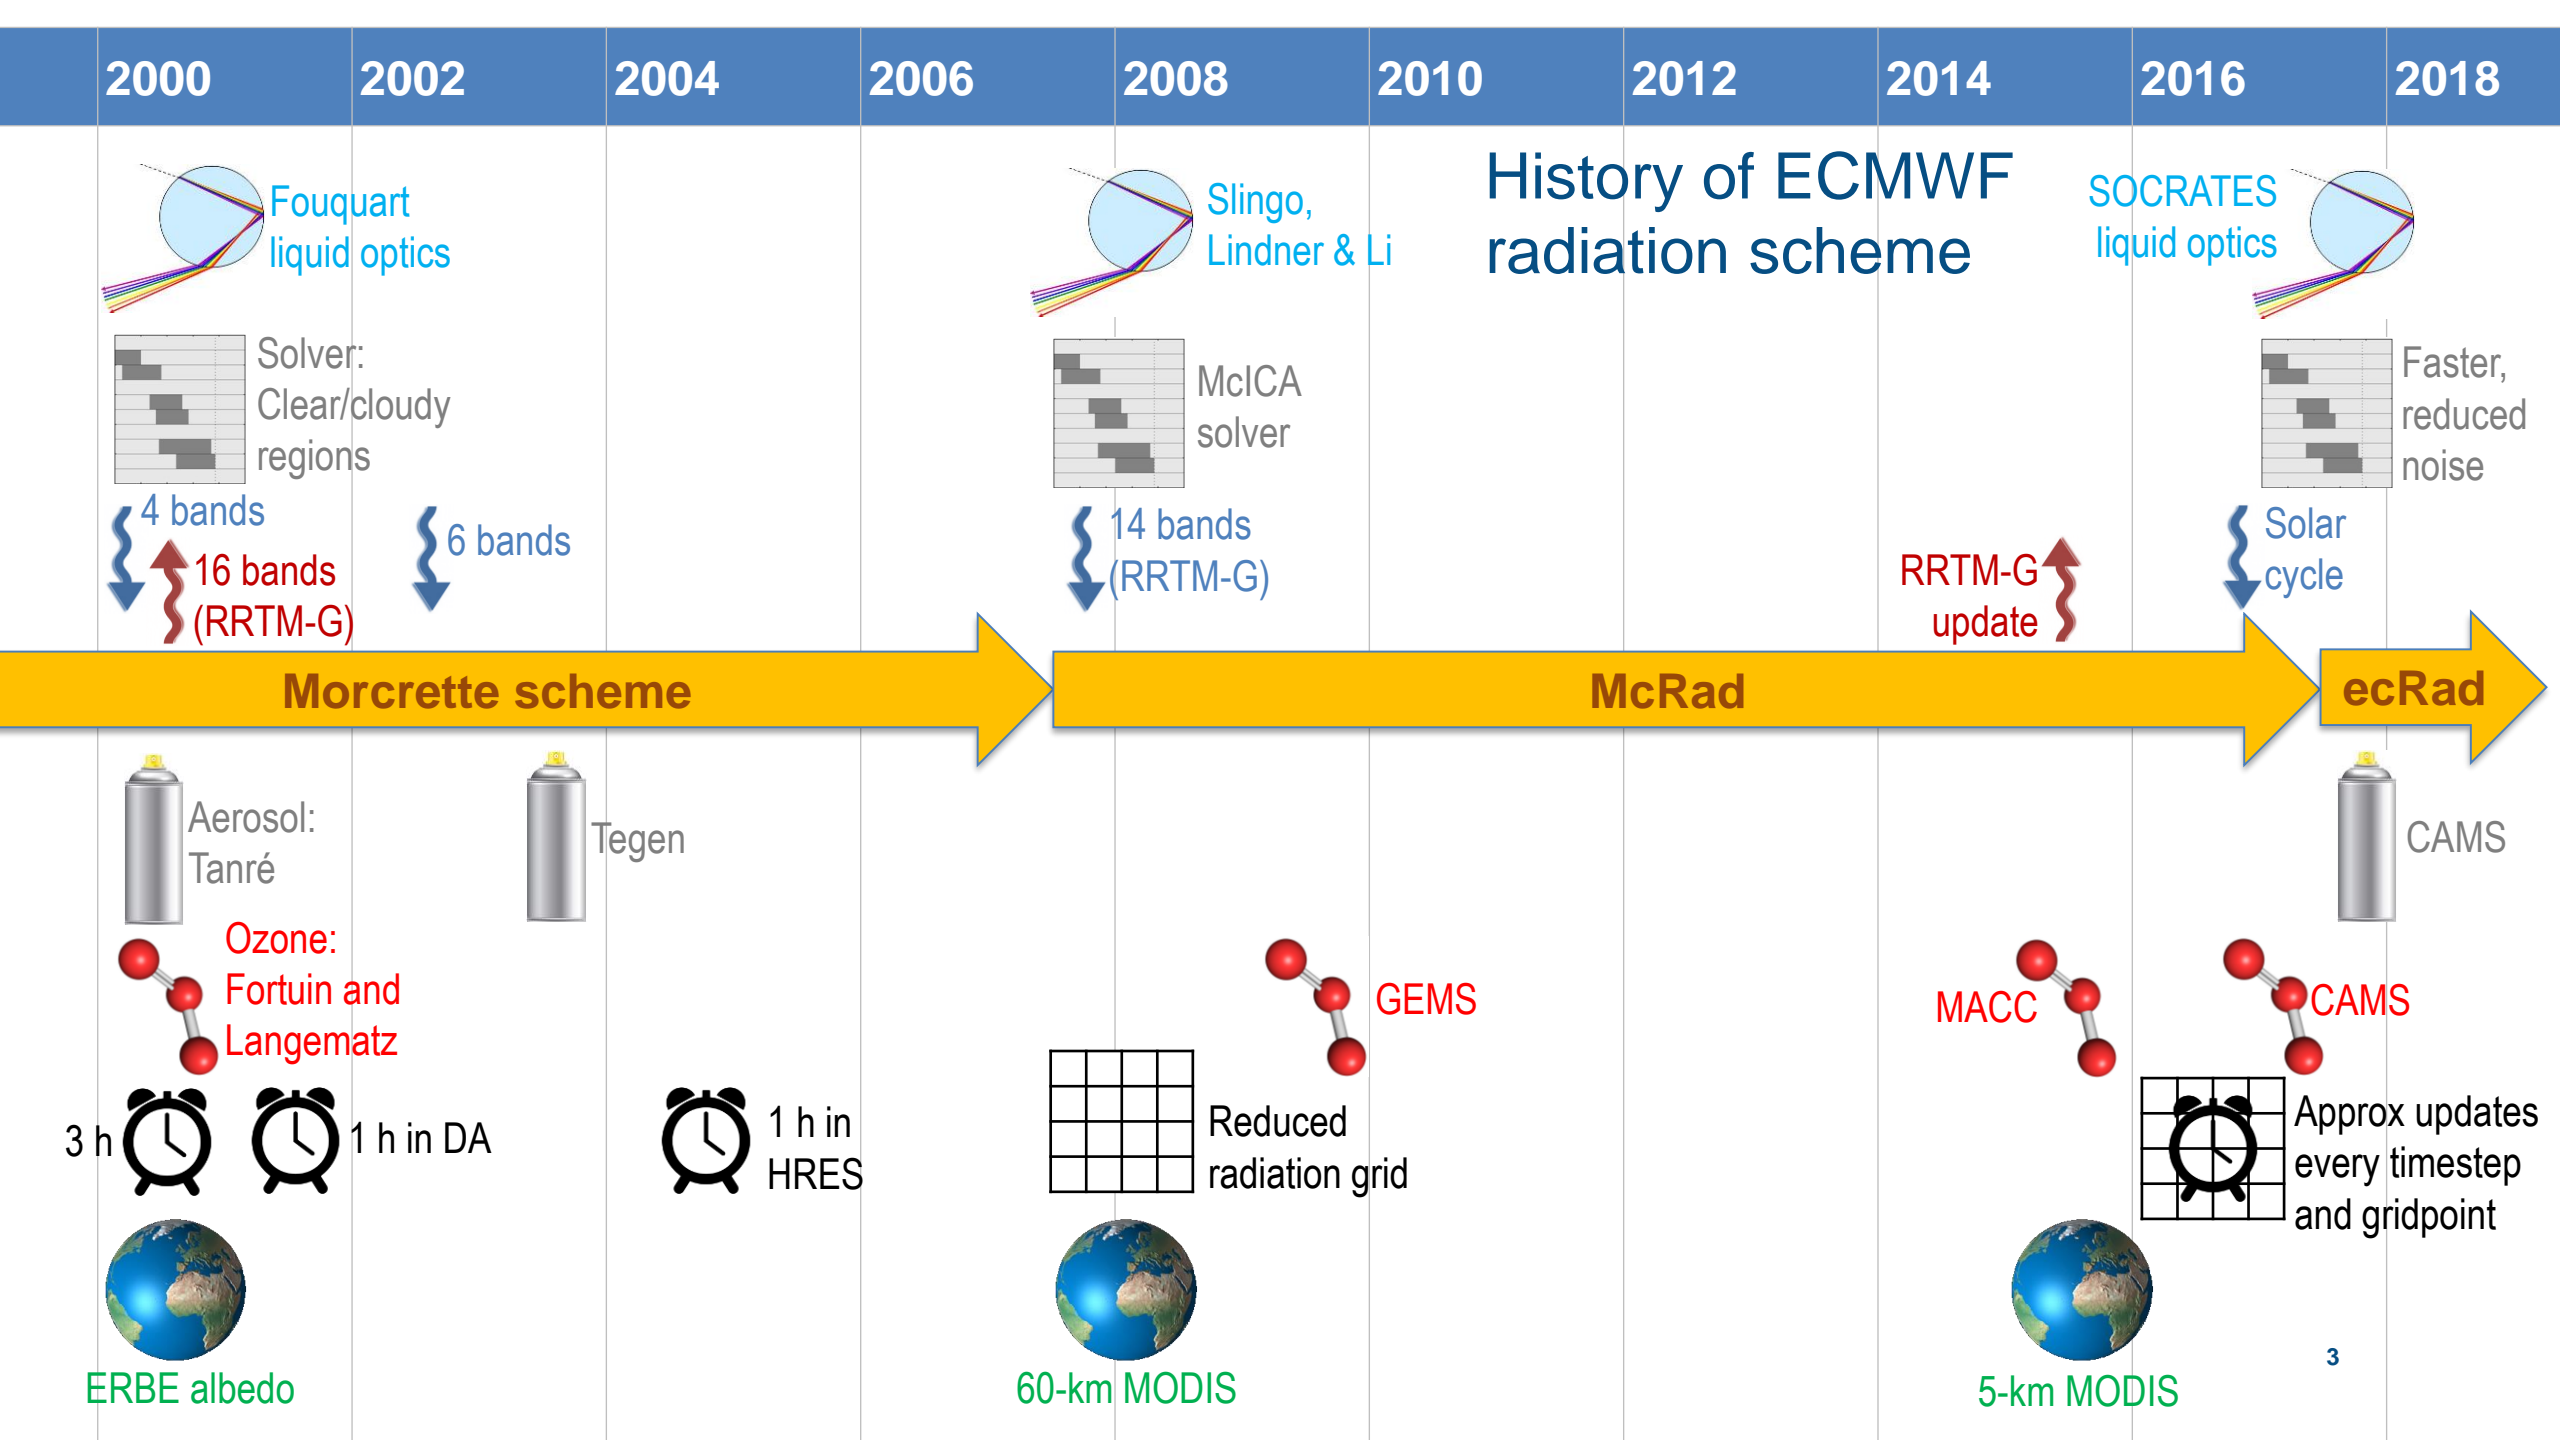 2000 2002 2004 2006 2008 2010 2012 2014 2016 2018
History of ECMWF
radiation scheme
Fouquart
liquid optics
Slingo,
Lindner & Li
SOCRATES
liquid optics
Solver:
Clear/cloudy
regions
McICA
solver
Faster,
reduced
noise
4 bands
16 bands
(RRTM-G)
6 bands
14 bands
(RRTM-G)
RRTM-G
update
Solar
cycle
Morcrette scheme
McRad
ecRad
Aerosol:
Tanré
Tegen
CAMS
Ozone:
Fortuin and
Langematz
GEMS
MACC
CAMS
3 h
1 h in DA
1 h in
HRES
Reduced
radiation grid
Approx updates
every timestep
and gridpoint
ERBE albedo
60-km MODIS
5-km MODIS
3